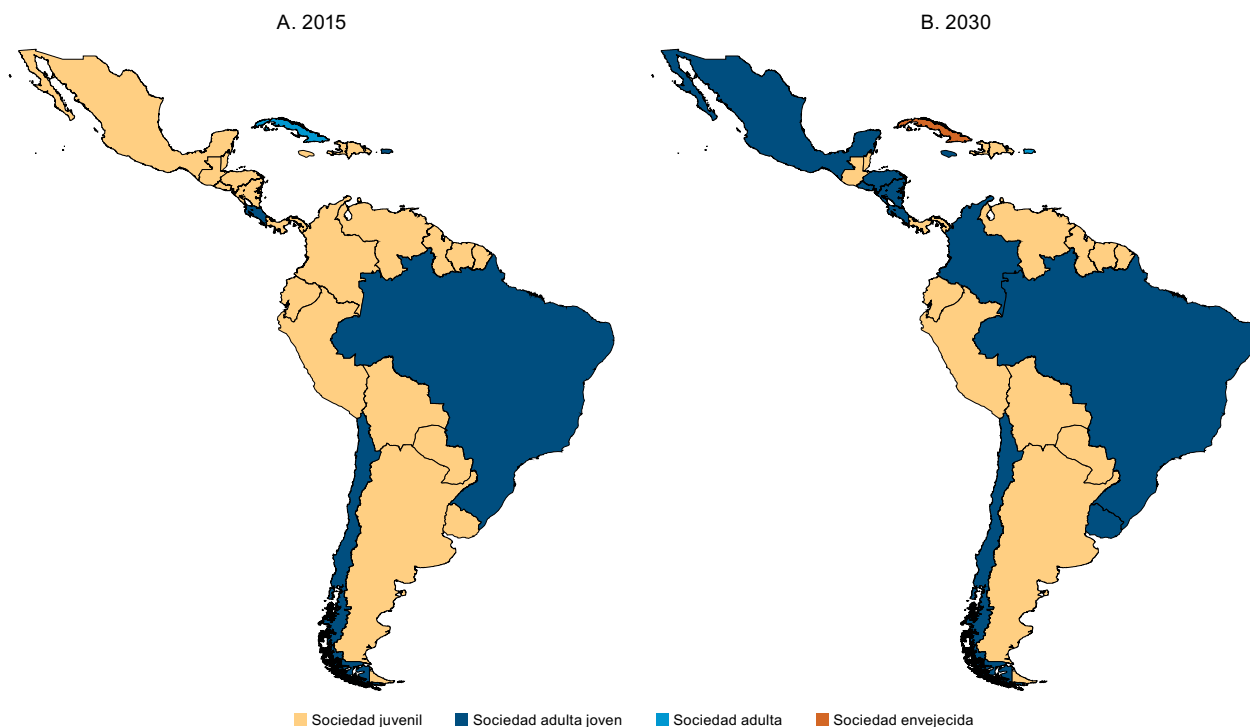 A. 2015
B. 2030
Sociedad juvenil
Sociedad adulta joven
Sociedad adulta
Sociedad envejecida